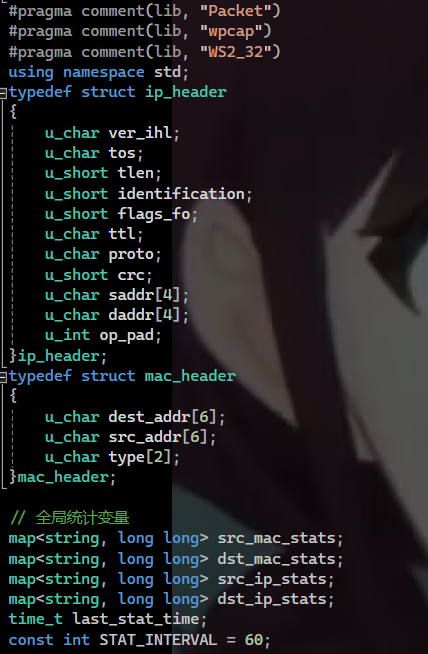 #pragma comment(lib, "Packet")
#pragma comment(lib, "wpcap")
#pragma comment(lib, "WS2_32")
using namespace std;
typedef struct ip_header
{
    u_char ver_ihl;
    u_char tos;
    u_short tlen;
    u_short identification;
    u_short flags_fo;
    u_char ttl;
    u_char proto;
    u_short crc;
    u_char saddr[4];
    u_char daddr[4];
    u_int op_pad;
}ip_header;
typedef struct mac_header
{
    u_char dest_addr[6];
    u_char src_addr[6];
    u_char type[2];
}mac_header;
// 全局统计变量
map<string, long long> src_mac_stats;
map<string, long long> dst_mac_stats;
map<string, long long> src_ip_stats;
map<string, long long> dst_ip_stats;
time_t last_stat_time;
const int STAT_INTERVAL = 60;